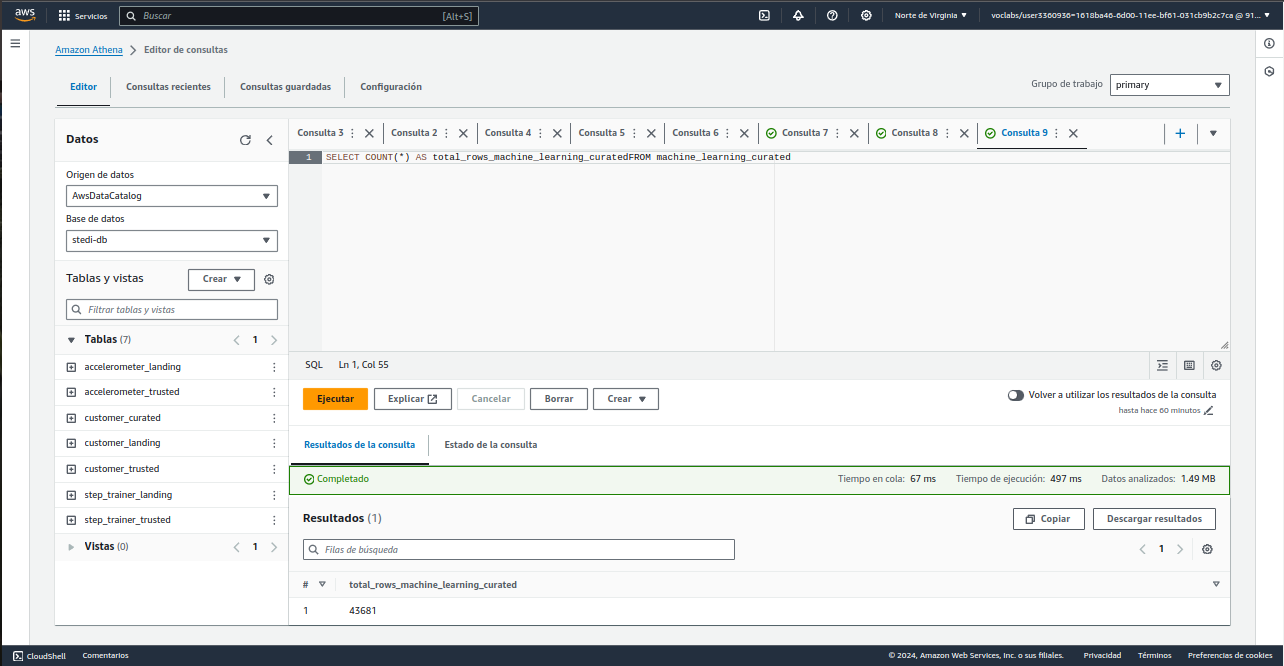 aws
Servicios
Buscar
[Alt+S]
Norte de Virginia
voclabs/user3360936=1618ba46-6d00-11ee-bf61-031cb9b2c7ca @ 91...
Amazon Athena
Editor de consultas
Editor
Consultas recientes
Consultas guardadas
Configuración
Grupo de trabajo
primary
Datos
Origen de datos
AwsDataCatalog
Base de datos
stedi-db
Tablas y vistas
Crear
Filtrar tablas y vistas
Tablas (7)
1
accelerometer_landing
accelerometer_trusted
customer_curated
customer_landing
customer_trusted
step_trainer_landing
step_trainer_trusted
Vistas (0)
1
Consulta 3
Consulta 2
Consulta 4
Consulta 5
Consulta 6
Consulta 7
Consulta 8
Consulta 9
1 SELECT COUNT(*) AS total_rows_machine_learning_curatedFROM machine_learning_curated
SQL Ln 1, Col 55
Ejecutar
Explicar
Cancelar
Borrar
Crear
Volver a utilizar los resultados de la consulta
hasta hace 60 minutos
Resultados de la consulta
Estado de la consulta
Completado
Tiempo en cola: 67 ms
Tiempo de ejecución: 497 ms
Datos analizados: 1.49 MB
Resultados (1)
Copiar
Descargar resultados
Filas de búsqueda
1
# total_rows_machine_learning_curated
1 43681
CloudShell
Comentarios
© 2024, Amazon Web Services, Inc. o sus filiales.
Privacidad
Términos
Preferencias de cookies